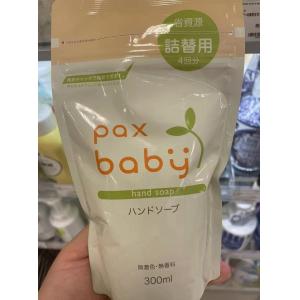 省資源
詰替用
4回分
pax
baby
hand soap
ハンドソープ
無着色・無香料
300ml